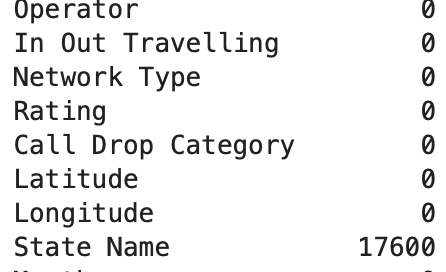 Operator 0
In Out Travelling 0
Network Type 0
Rating 0
Call Drop Category 0
Latitude 0
Longitude 0
State Name 17600